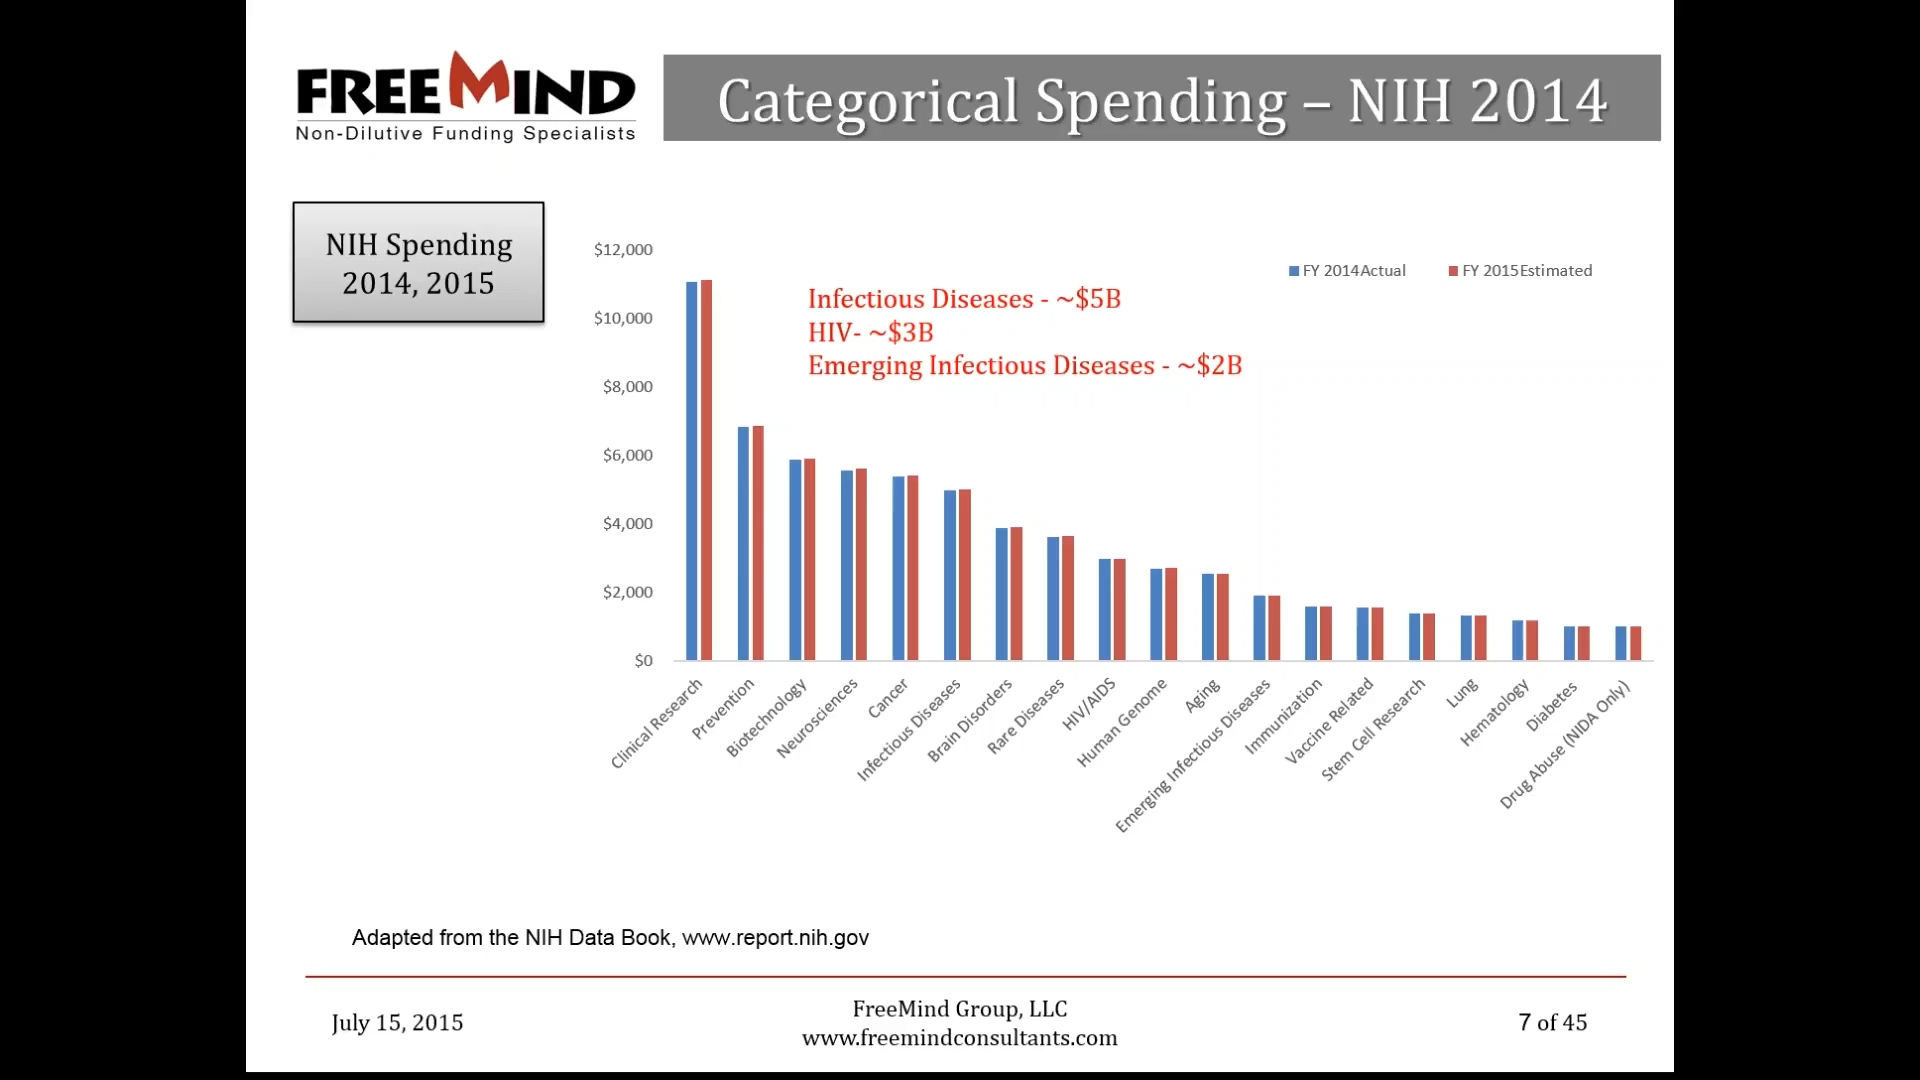 FREEMIND
Non-Dilutive Funding Specialists
Categorical Spending – NIH 2014
NIH Spending
2014, 2015
$12,000
$10,000
$8,000
$6,000
$4,000
$2,000
$0
FY 2014Actual
FY 2015Estimated
Infectious Diseases - ~$5B
HIV- ~$3B
Emerging Infectious Diseases - ~$2B
Clinical Research
Prevention
Biotechnology
Neurosciences
Cancer
Infectious Diseases
Brain Disorders
Rare Diseases
HIV/AIDS
Human Genome
Aging
Emerging Infectious Diseases
Immunization
Vaccine Related
Stem Cell Research
Lung
Hematology
Diabetes
Drug Abuse (NIDA Only)
Adapted from the NIH Data Book, www.report.nih.gov
July 15, 2015
FreeMind Group, LLC
www.freemindconsultants.com
7 of 45